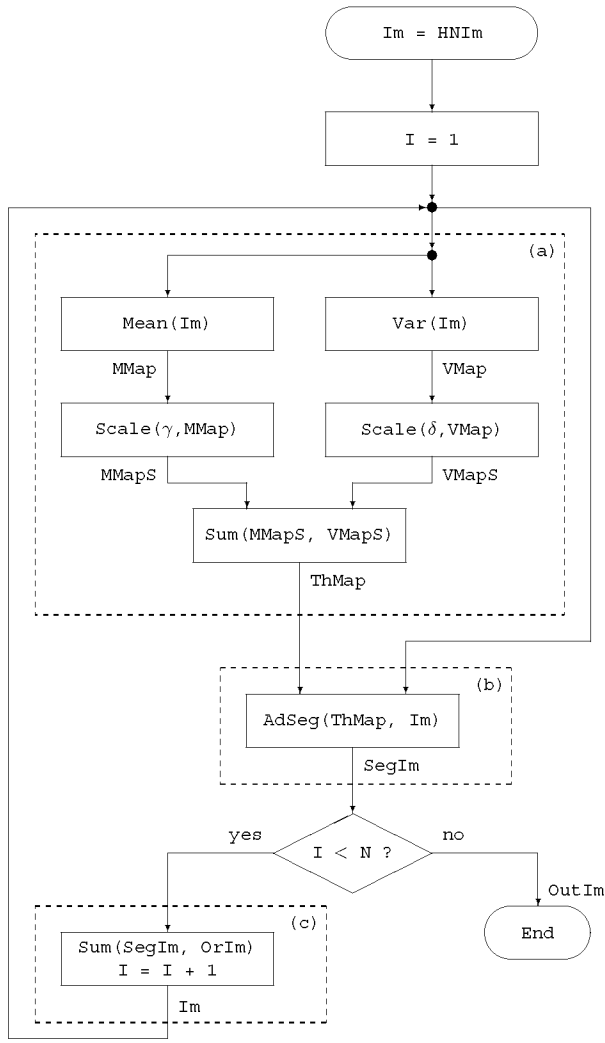 Im = HNIm
I = 1
(a)
Mean(Im)
Var(Im)
MMap
VMap
Scale(γ,MMap)
Scale(δ,VMap)
MMapS
VMapS
Sum(MMapS, VMapS)
ThMap
(b)
AdSeg(ThMap, Im)
SegIm
yes
no
I < N ?
OutIm
(c)
Sum(SegIm, OrIm)
I = I + 1
End
Im